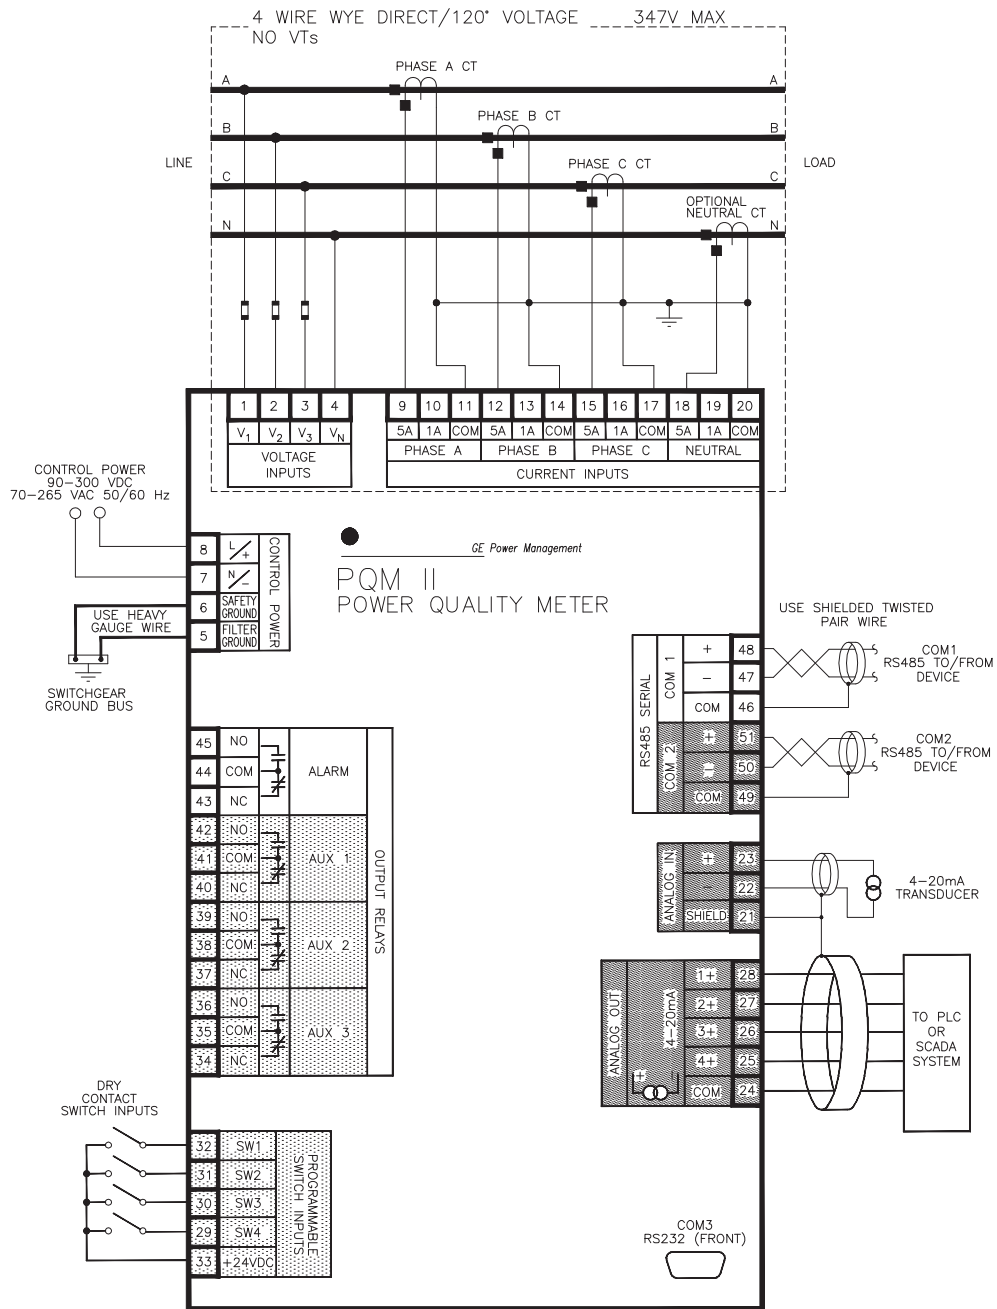 4 WIRE WYE DIRECT/120° VOLTAGE 347V MAX
NO VTs
PHASE A CT
A A
PHASE B CT
B B
LINE
PHASE C CT
LOAD
C C
OPTIONAL
NEUTRAL CT
N N
1 2 3 4
V1 V2 V3 VN
VOLTAGE
INPUTS
9 10 11 12 13 14 15 16 17 18 19 20
5A 1A COM 5A 1A COM 5A 1A COM 5A 1A COM
PHASE A PHASE B PHASE C NEUTRAL
CURRENT INPUTS
CONTROL POWER
90-300 VDC
70-265 VAC 50/60 Hz
8 L/+
7 N/-
6 SAFETY GROUND
5 FILTER GROUND
CONTROL POWER
USE HEAVY
GAUGE WIRE
SWITCHGEAR
GROUND BUS
GE Power Management
PQM II
POWER QUALITY METER
USE SHIELDED TWISTED
PAIR WIRE
RS485 SERIAL
COM 1
+ 48
- 47
COM 46
COM1
RS485 TO/FROM
DEVICE
COM 2
+ 51
- 50
COM 49
COM2
RS485 TO/FROM
DEVICE
45 NO
44 COM
43 NC
ALARM
42 NO
41 COM
40 NC
AUX 1
39 NO
38 COM
37 NC
AUX 2
36 NO
35 COM
34 NC
AUX 3
OUTPUT RELAYS
ANALOG IN
+ 23
- 22
SHIELD 21
4-20mA
TRANSDUCER
ANALOG OUT
4-20mA
+ -
1+ 28
2+ 27
3+ 26
4+ 25
COM 24
TO PLC
OR
SCADA
SYSTEM
DRY
CONTACT
SWITCH INPUTS
32 SW1
31 SW2
30 SW3
29 SW4
33 +24VDC
PROGRAMMABLE
SWITCH INPUTS
COM3
RS232 (FRONT)